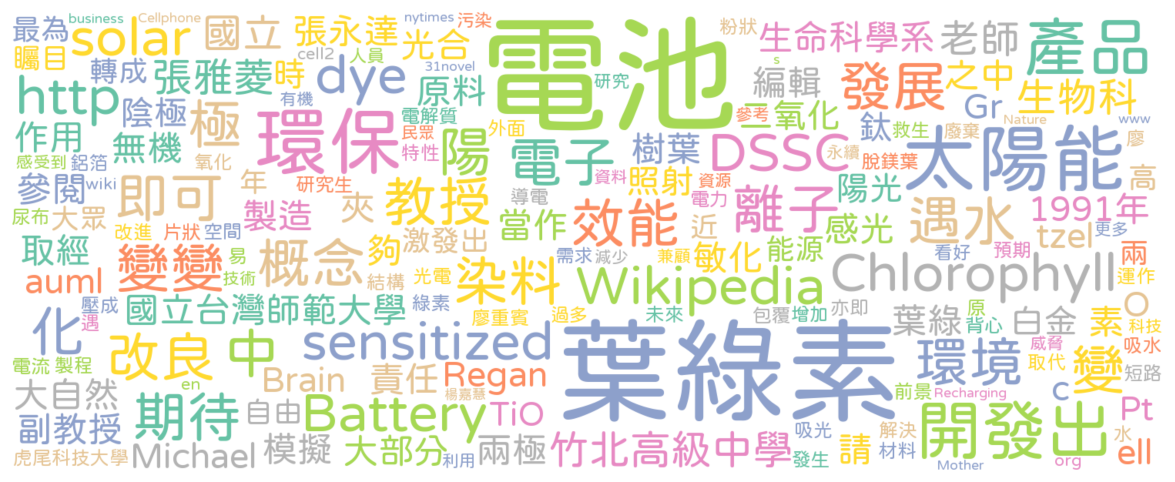 最為
business
Cellphone
nytimes
污染
粉狀
矚目
solar
國立
張永達
光合
cell2
人員
電池
生命科學系
老師
產品
轉成
張雅菱
時
dye
31novel
研究
s
編輯
發展
之中
http
陰極
極
有機
原料
電解質
二氧化
Gr
生物科
作用
無機
環保
陽
民眾
外面
參考
鈦
救生
廢棄
Nature
www
廖
感受到
鋁箔
氧化
特性
電子
樹葉
DSSC
永續
脫鎂葉
太陽能
參閱
wiki
即可
年
研究生
教授
導電
資料
照射
資源
電力
離子
陽光
高
尿布
大眾
製造
夾
效能
當作
近
感光
遇水
1991年
更多
改進
片狀
空間
取經
變變
易
概念
夠
激發出
需求
減少
兼顧
敏化
能源
看好
預期
tzel
兩
auml
技術
光電
結構
染料
Wikipedia
Chlorophyll
運作
壓成
遇
國立台灣師範大學
綠素
廖重賓
過多
未來
包覆
增加
亦即
原
O
科技
化
sensitized
葉綠素
葉綠
背心
白金
素
威脅
吸水
電流
製程
改良
中
環境
取代
變
短路
大自然
en
Brain
責任
Regan
楊嘉慧
前景
Recharging
C
副教授
期待
自由
Battery
TiO
吸光
解決
開發出
Pt
水
虎尾科技大學
Michael
模擬
大部分
利用
兩極
竹北高級中學
發生
請
材料
Mother
org
ell